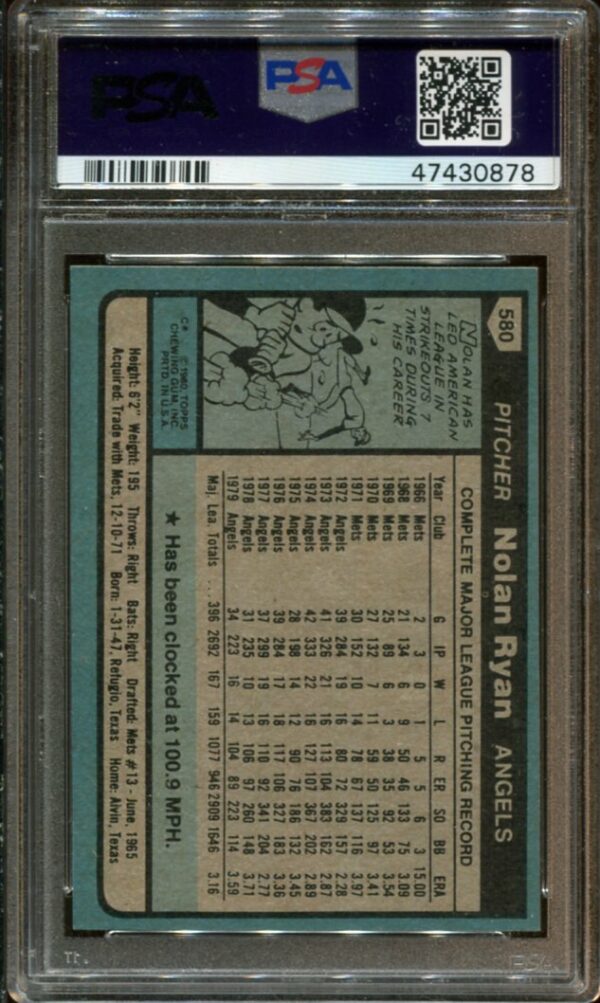 PSA
PSA
47430878
580
PITCHER Nolan Ryan ANGELS
NOLAN HAS
LED AMERICAN
LEAGUE IN
STRIKEOUTS 7
TIMES DURING
HIS CAREER
C* © 1980 TOPPS
CHEWING GUM, INC.
PRTD. IN U.S.A.
COMPLETE MAJOR LEAGUE PITCHING RECORD
Year Club G IP W L R ER SO BB ERA
1966 Mets 2 3 0 1 5 5 6 3 15.00
1968 Mets 21 134 6 9 50 46 133 75 3.09
1969 Mets 25 89 6 3 38 35 92 53 3.54
1970 Mets 27 132 7 11 59 50 125 97 3.41
1971 Mets 30 152 10 14 78 67 137 116 3.97
1972 Angels 39 284 19 16 80 72 329 157 2.28
1973 Angels 41 326 21 16 113 104 383 162 2.87
1974 Angels 42 333 22 16 127 107 367 202 2.89
1975 Angels 28 198 14 12 90 76 186 132 3.45
1976 Angels 39 284 17 18 117 106 327 183 3.36
1977 Angels 37 299 19 16 110 92 341 204 2.77
1978 Angels 31 235 10 13 106 97 260 148 3.71
1979 Angels 34 223 16 14 104 89 223 114 3.59
Maj. Lea. Totals ... 396 2692 167 159 1077 946 2909 1646 3.16
★ Has been clocked at 100.9 MPH.
Height: 6'2" Weight: 195 Throws: Right Bats: Right Drafted: Mets #13 - June, 1965
Acquired: Trade with Mets, 12-10-71 Born: 1-31-47, Refugio, Texas Home: Alvin, Texas
PSA